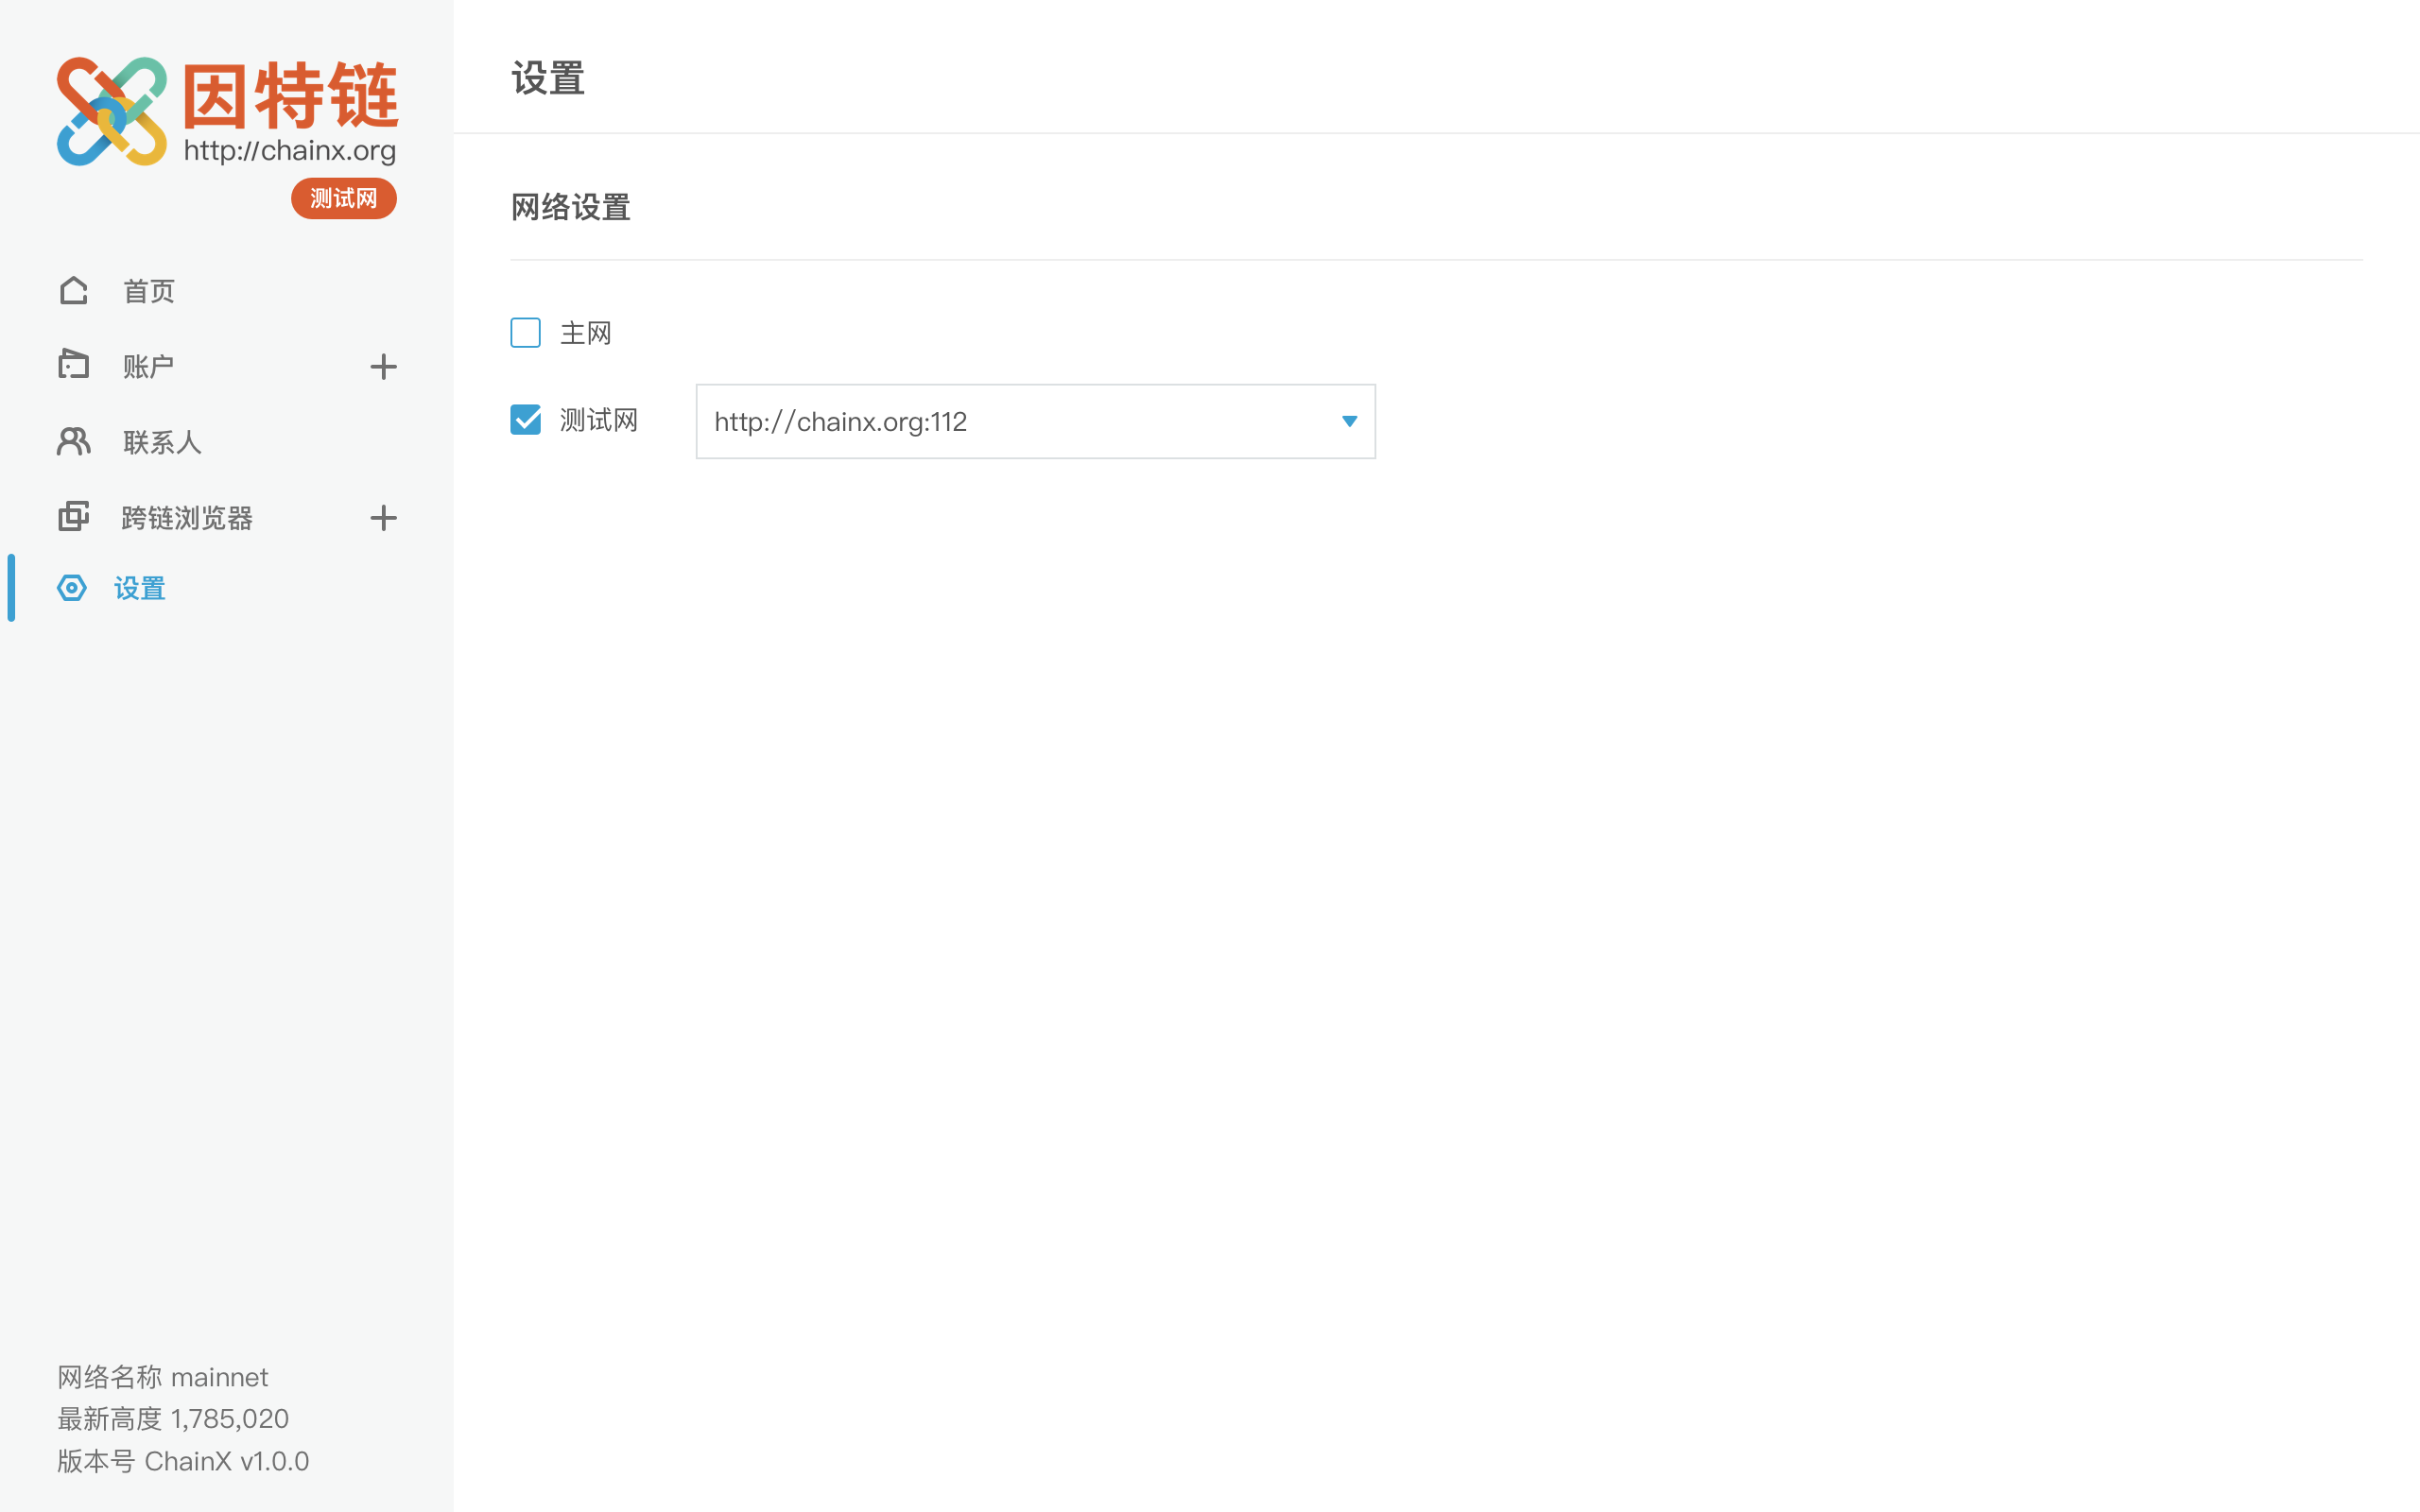 因特链
http://chainx.org
测试网
首页
账户
联系人
跨链浏览器
设置
网络名称 mainnet
最新高度 1,785,020
版本号 ChainX v1.0.0
设置
网络设置
主网
测试网 http://chainx.org:112